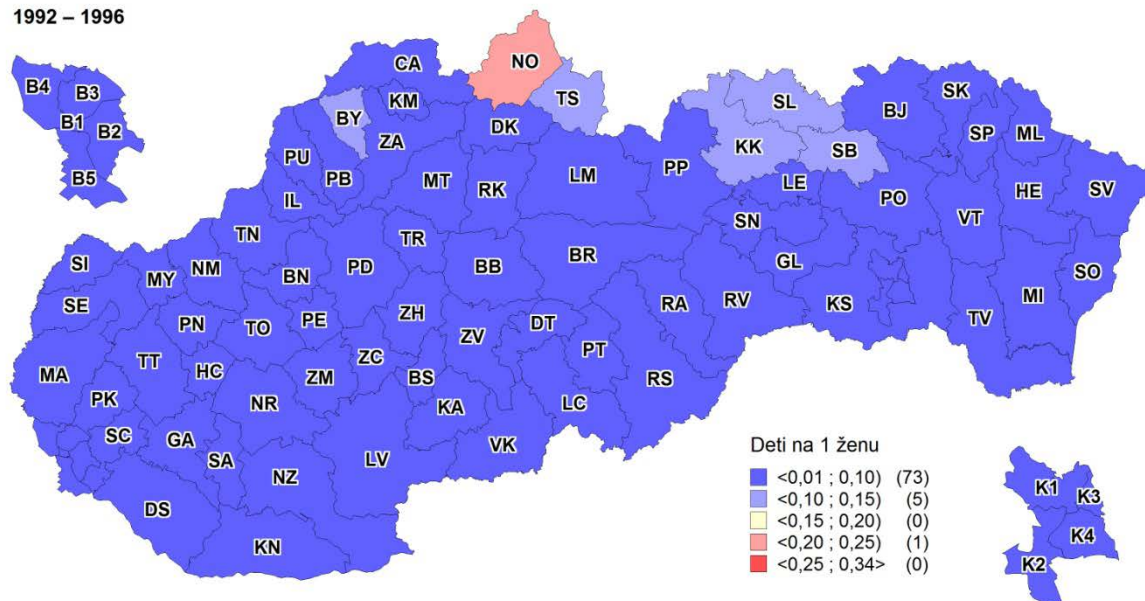 1992 – 1996
B4
B3
B1
B2
B5
CA
NO
KM
BY
TS
DK
ZA
PU
PB
IL
MT
RK
LM
PP
SL
KK
SB
BJ
SK
SP
ML
LE
PO
HE
SV
VT
TN
TR
SN
SI
MY
NM
BN
PD
BB
BR
GL
SO
SE
PN
TO
PE
ZH
RA
RV
KS
MI
TV
MA
TT
HC
ZM
ZC
ZV
DT
PT
BS
RS
PK
NR
KA
LC
SC
GA
SA
NZ
LV
VK
DS
KN
Deti na 1 ženu
<0,01 ; 0,10) (73)
<0,10 ; 0,15) (5)
<0,15 ; 0,20) (0)
<0,20 ; 0,25) (1)
<0,25 ; 0,34> (0)
K1
K3
K4
K2